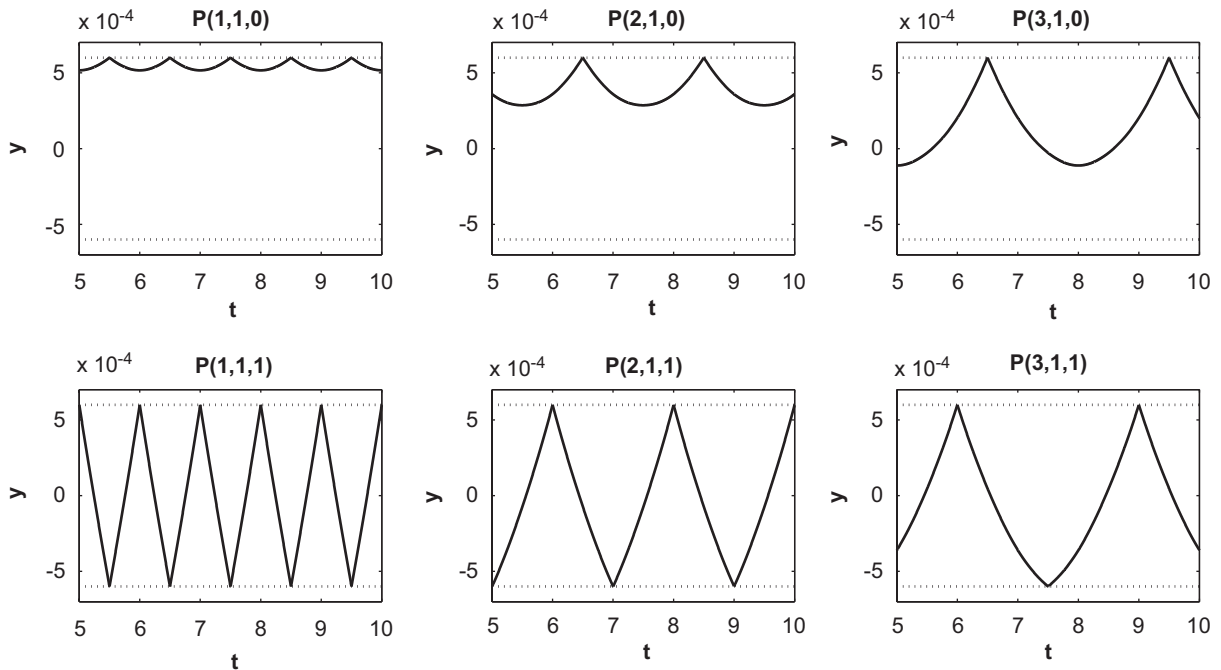 x 10-4 P(1,1,0)
5
0
-5
y
5 6 7 8 9 10
t
x 10-4 P(2,1,0)
5
0
-5
y
5 6 7 8 9 10
t
x 10-4 P(3,1,0)
5
0
-5
y
5 6 7 8 9 10
t
x 10-4 P(1,1,1)
5
0
-5
y
5 6 7 8 9 10
t
x 10-4 P(2,1,1)
5
0
-5
y
5 6 7 8 9 10
t
x 10-4 P(3,1,1)
5
0
-5
y
5 6 7 8 9 10
t